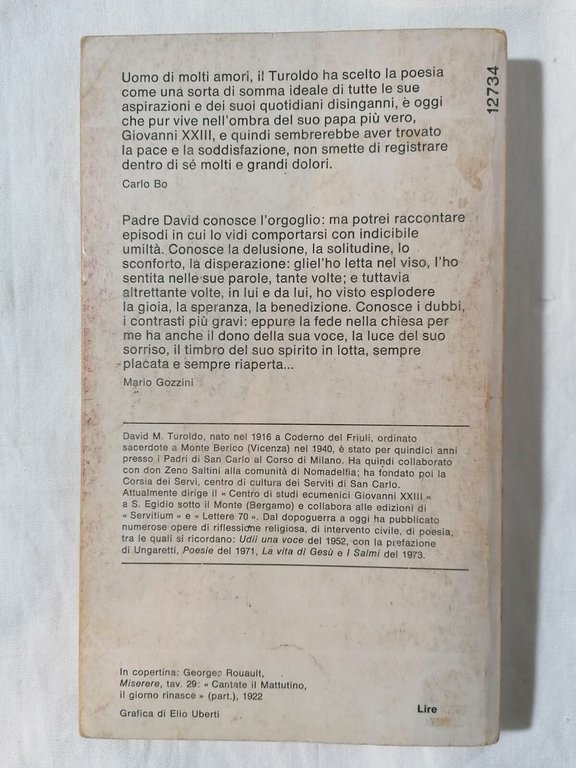 12734
Uomo di molti amori, il Turoldo ha scelto la poesia
come una sorta di somma ideale di tutte le sue
aspirazioni e dei suoi quotidiani disinganni, è oggi
che pur vive nell'ombra del suo papa più vero,
Giovanni XXIII, e quindi sembrerebbe aver trovato
la pace e la soddisfazione, non smette di registrare
dentro di sé molti e grandi dolori.
Carlo Bo
Padre David conosce l'orgoglio: ma potrei raccontare
episodi in cui lo vidi comportarsi con indicibile
umiltà. Conosce la delusione, la solitudine, lo
sconforto, la disperazione: gliel'ho letta nel viso, l'ho
sentita nelle sue parole, tante volte; e tuttavia
altrettante volte, in lui e da lui, ho visto esplodere
la gioia, la speranza, la benedizione. Conosce i dubbi,
i contrasti più gravi: eppure la fede nella chiesa per
me ha anche il dono della sua voce, la luce del suo
sorriso, il timbro del suo spirito in lotta, sempre
placata e sempre riaperta...
Mario Gozzini
David M. Turoldo, nato nel 1916 a Coderno del Friuli, ordinato
sacerdote a Monte Berico (Vicenza) nel 1940, è stato per quindici anni
presso i Padri di San Carlo al Corso di Milano. Ha quindi collaborato
con don Zeno Saltini alla comunità di Nomadelfia; ha fondato poi la
Corsia dei Servi, centro di cultura dei Serviti di San Carlo.
Attualmente dirige il « Centro di studi ecumenici Giovanni XXIII »
a S. Egidio sotto il Monte (Bergamo) e collabora alle edizioni di
« Servitium » e « Lettere 70 ». Dal dopoguerra a oggi ha pubblicato
numerose opere di riflessione religiosa, di intervento civile, di poesia,
tra le quali si ricordano: Udii una voce del 1952, con la prefazione
di Ungaretti, Poesie del 1971, La vita di Gesù e I Salmi del 1973.
In copertina: Georges Rouault,
Miserere, tav. 29: « Cantate il Mattutino,
il giorno rinasce » (part.), 1922
Grafica di Elio Uberti
Lire